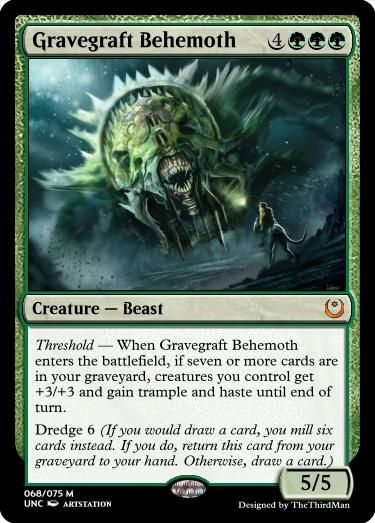 Gravegraft Behemoth 4
Creature — Beast
Threshold — When Gravegraft Behemoth
enters the battlefield, if seven or more cards are
in your graveyard, creatures you control get
+3/+3 and gain trample and haste until end of
turn.
Dredge 6 (If you would draw a card, you mill six
cards instead. If you do, return this card from your
graveyard to your hand. Otherwise, draw a card.)
5/5
068/075 M
UNC ARTSTATION
Designed by TheThirdMan